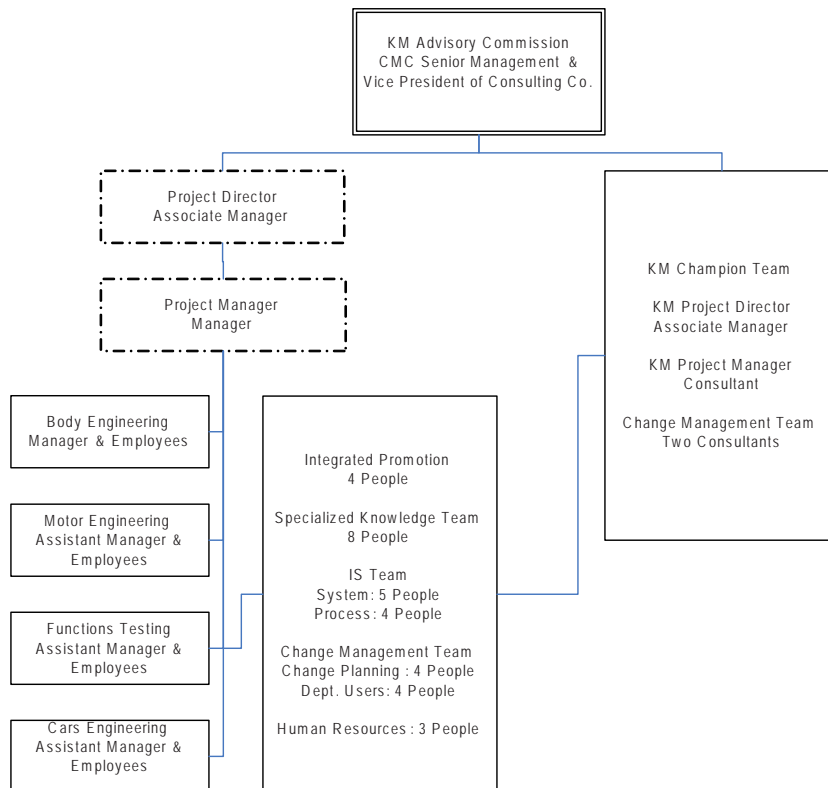 KM Advisory Commission
CMC Senior Management &
Vice President of Consulting Co.
Project Director
Associate Manager
Project Manager
Manager
Body Engineering
Manager & Employees
Motor Engineering
Assistant Manager &
Employees
Functions Testing
Assistant Manager &
Employees
Cars Engineering
Assistant Manager &
Employees
Integrated Promotion
4 People
Specialized Knowledge Team
8 People
IS Team
System: 5 People
Process: 4 People
Change Management Team
Change Planning : 4 People
Dept. Users: 4 People
Human Resources : 3 People
KM Champion Team
KM Project Director
Associate Manager
KM Project Manager
Consultant
Change Management Team
Two Consultants